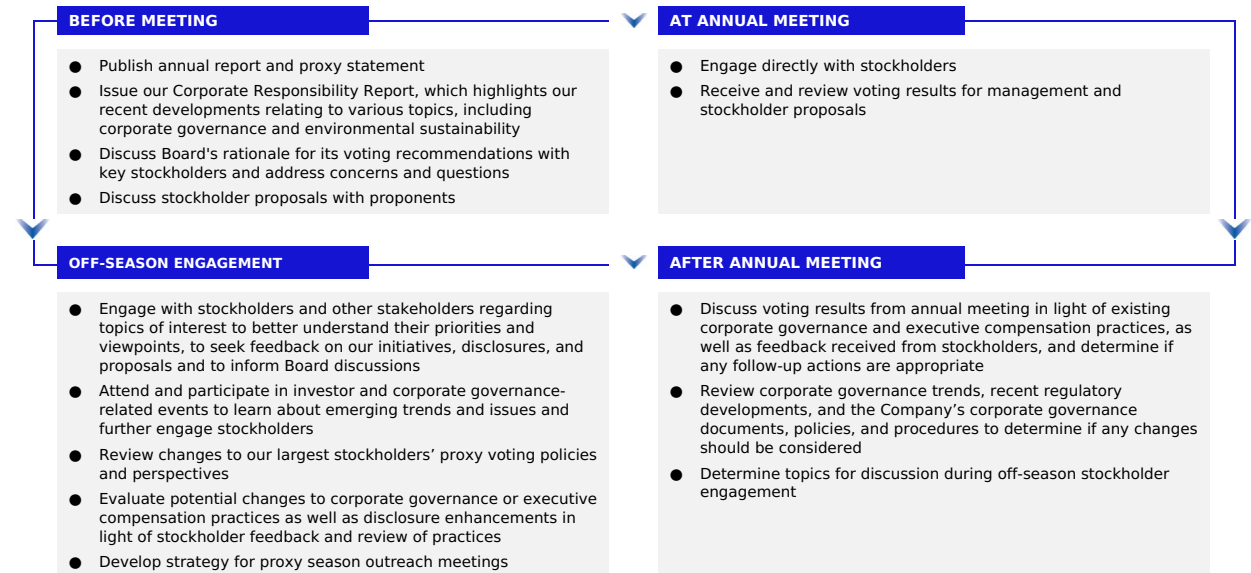 BEFORE MEETING
● Publish annual report and proxy statement
● Issue our Corporate Responsibility Report, which highlights our
recent developments relating to various topics, including
corporate governance and environmental sustainability
● Discuss Board's rationale for its voting recommendations with
key stockholders and address concerns and questions
● Discuss stockholder proposals with proponents
AT ANNUAL MEETING
● Engage directly with stockholders
● Receive and review voting results for management and
stockholder proposals
OFF-SEASON ENGAGEMENT
● Engage with stockholders and other stakeholders regarding
topics of interest to better understand their priorities and
viewpoints, to seek feedback on our initiatives, disclosures, and
proposals and to inform Board discussions
● Attend and participate in investor and corporate governance-
related events to learn about emerging trends and issues and
further engage stockholders
● Review changes to our largest stockholders’ proxy voting policies
and perspectives
● Evaluate potential changes to corporate governance or executive
compensation practices as well as disclosure enhancements in
light of stockholder feedback and review of practices
● Develop strategy for proxy season outreach meetings
AFTER ANNUAL MEETING
● Discuss voting results from annual meeting in light of existing
corporate governance and executive compensation practices, as
well as feedback received from stockholders, and determine if
any follow-up actions are appropriate
● Review corporate governance trends, recent regulatory
developments, and the Company’s corporate governance
documents, policies, and procedures to determine if any changes
should be considered
● Determine topics for discussion during off-season stockholder
engagement